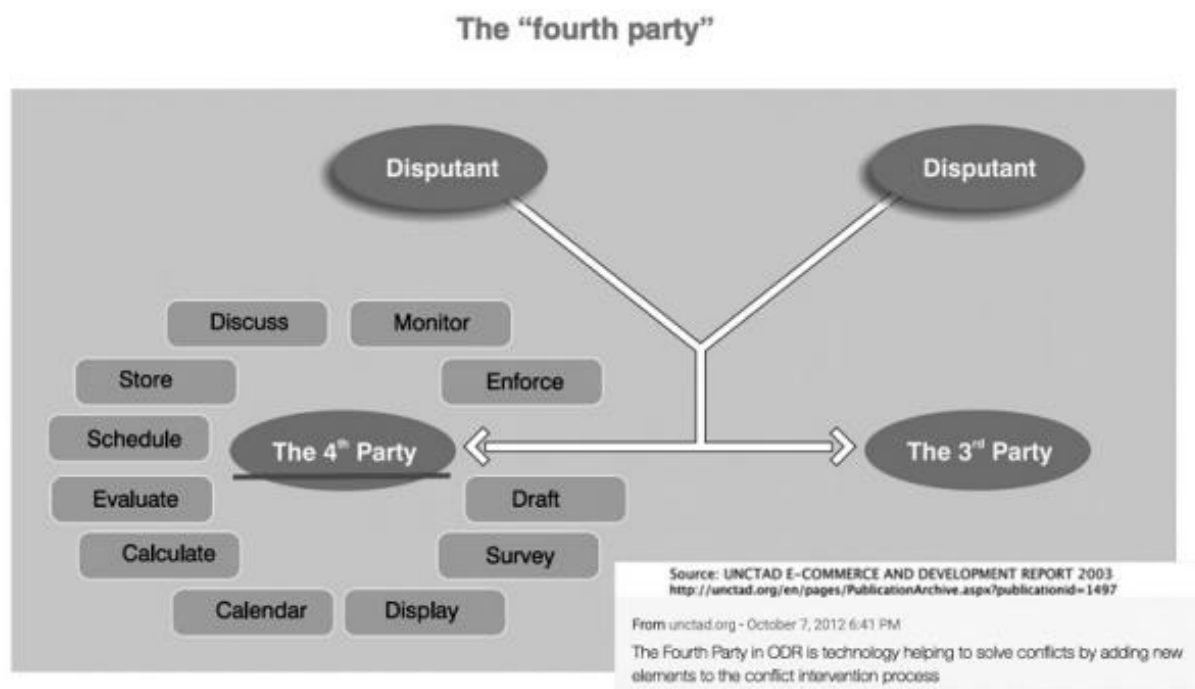 The “fourth party”
Disputant
Disputant
Discuss
Monitor
Store
Enforce
Schedule
The 4th Party
The 3rd Party
Evaluate
Draft
Calculate
Survey
Calendar
Display
Source: UNCTAD E-COMMERCE AND DEVELOPMENT REPORT 2003
http://unctad.org/en/pages/PublicationArchive.aspx?publicationid=1497
From unctad.org - October 7, 2012 6:41 PM
The Fourth Party in ODR is technology helping to solve conflicts by adding new
elements to the conflict intervention process